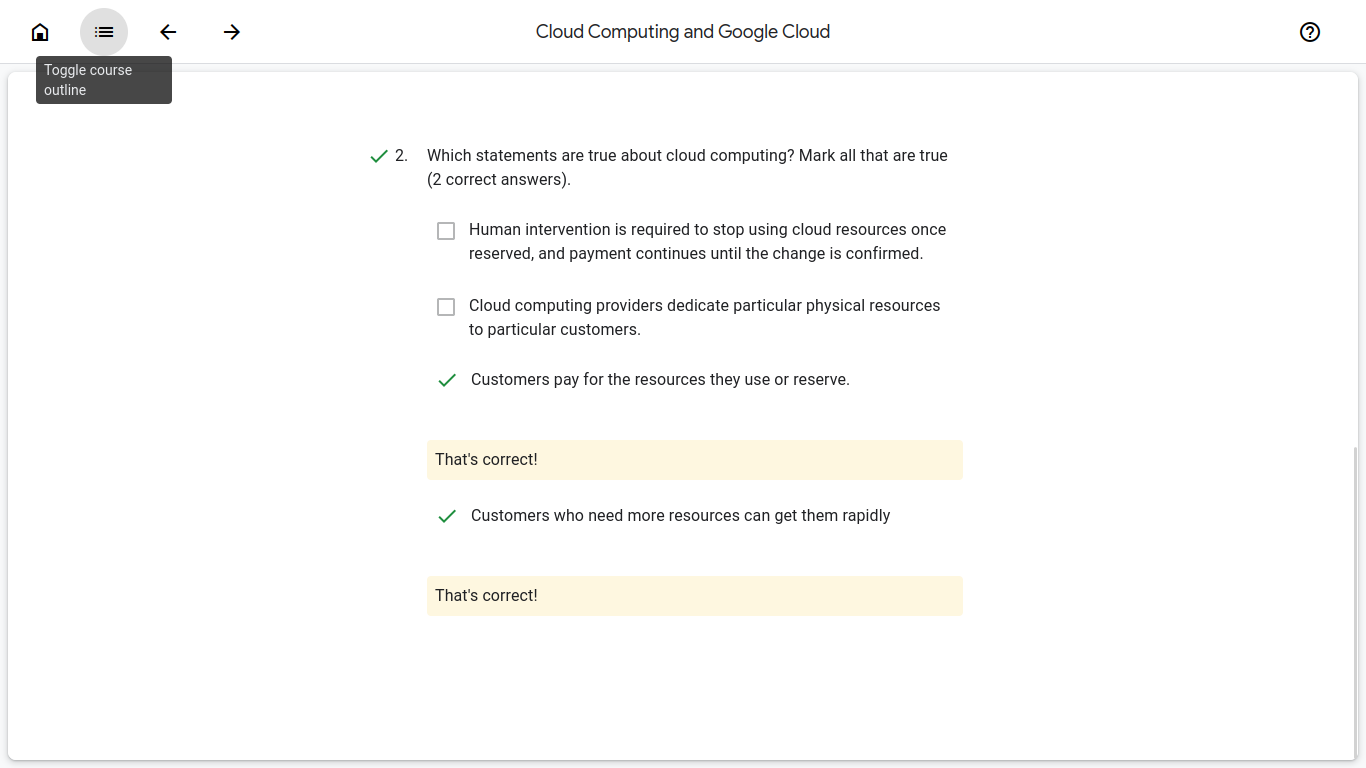 Cloud Computing and Google Cloud
Toggle course
outline
2. Which statements are true about cloud computing? Mark all that are true
(2 correct answers).
Human intervention is required to stop using cloud resources once
reserved, and payment continues until the change is confirmed.
Cloud computing providers dedicate particular physical resources
to particular customers.
Customers pay for the resources they use or reserve.
That's correct!
Customers who need more resources can get them rapidly
That's correct!